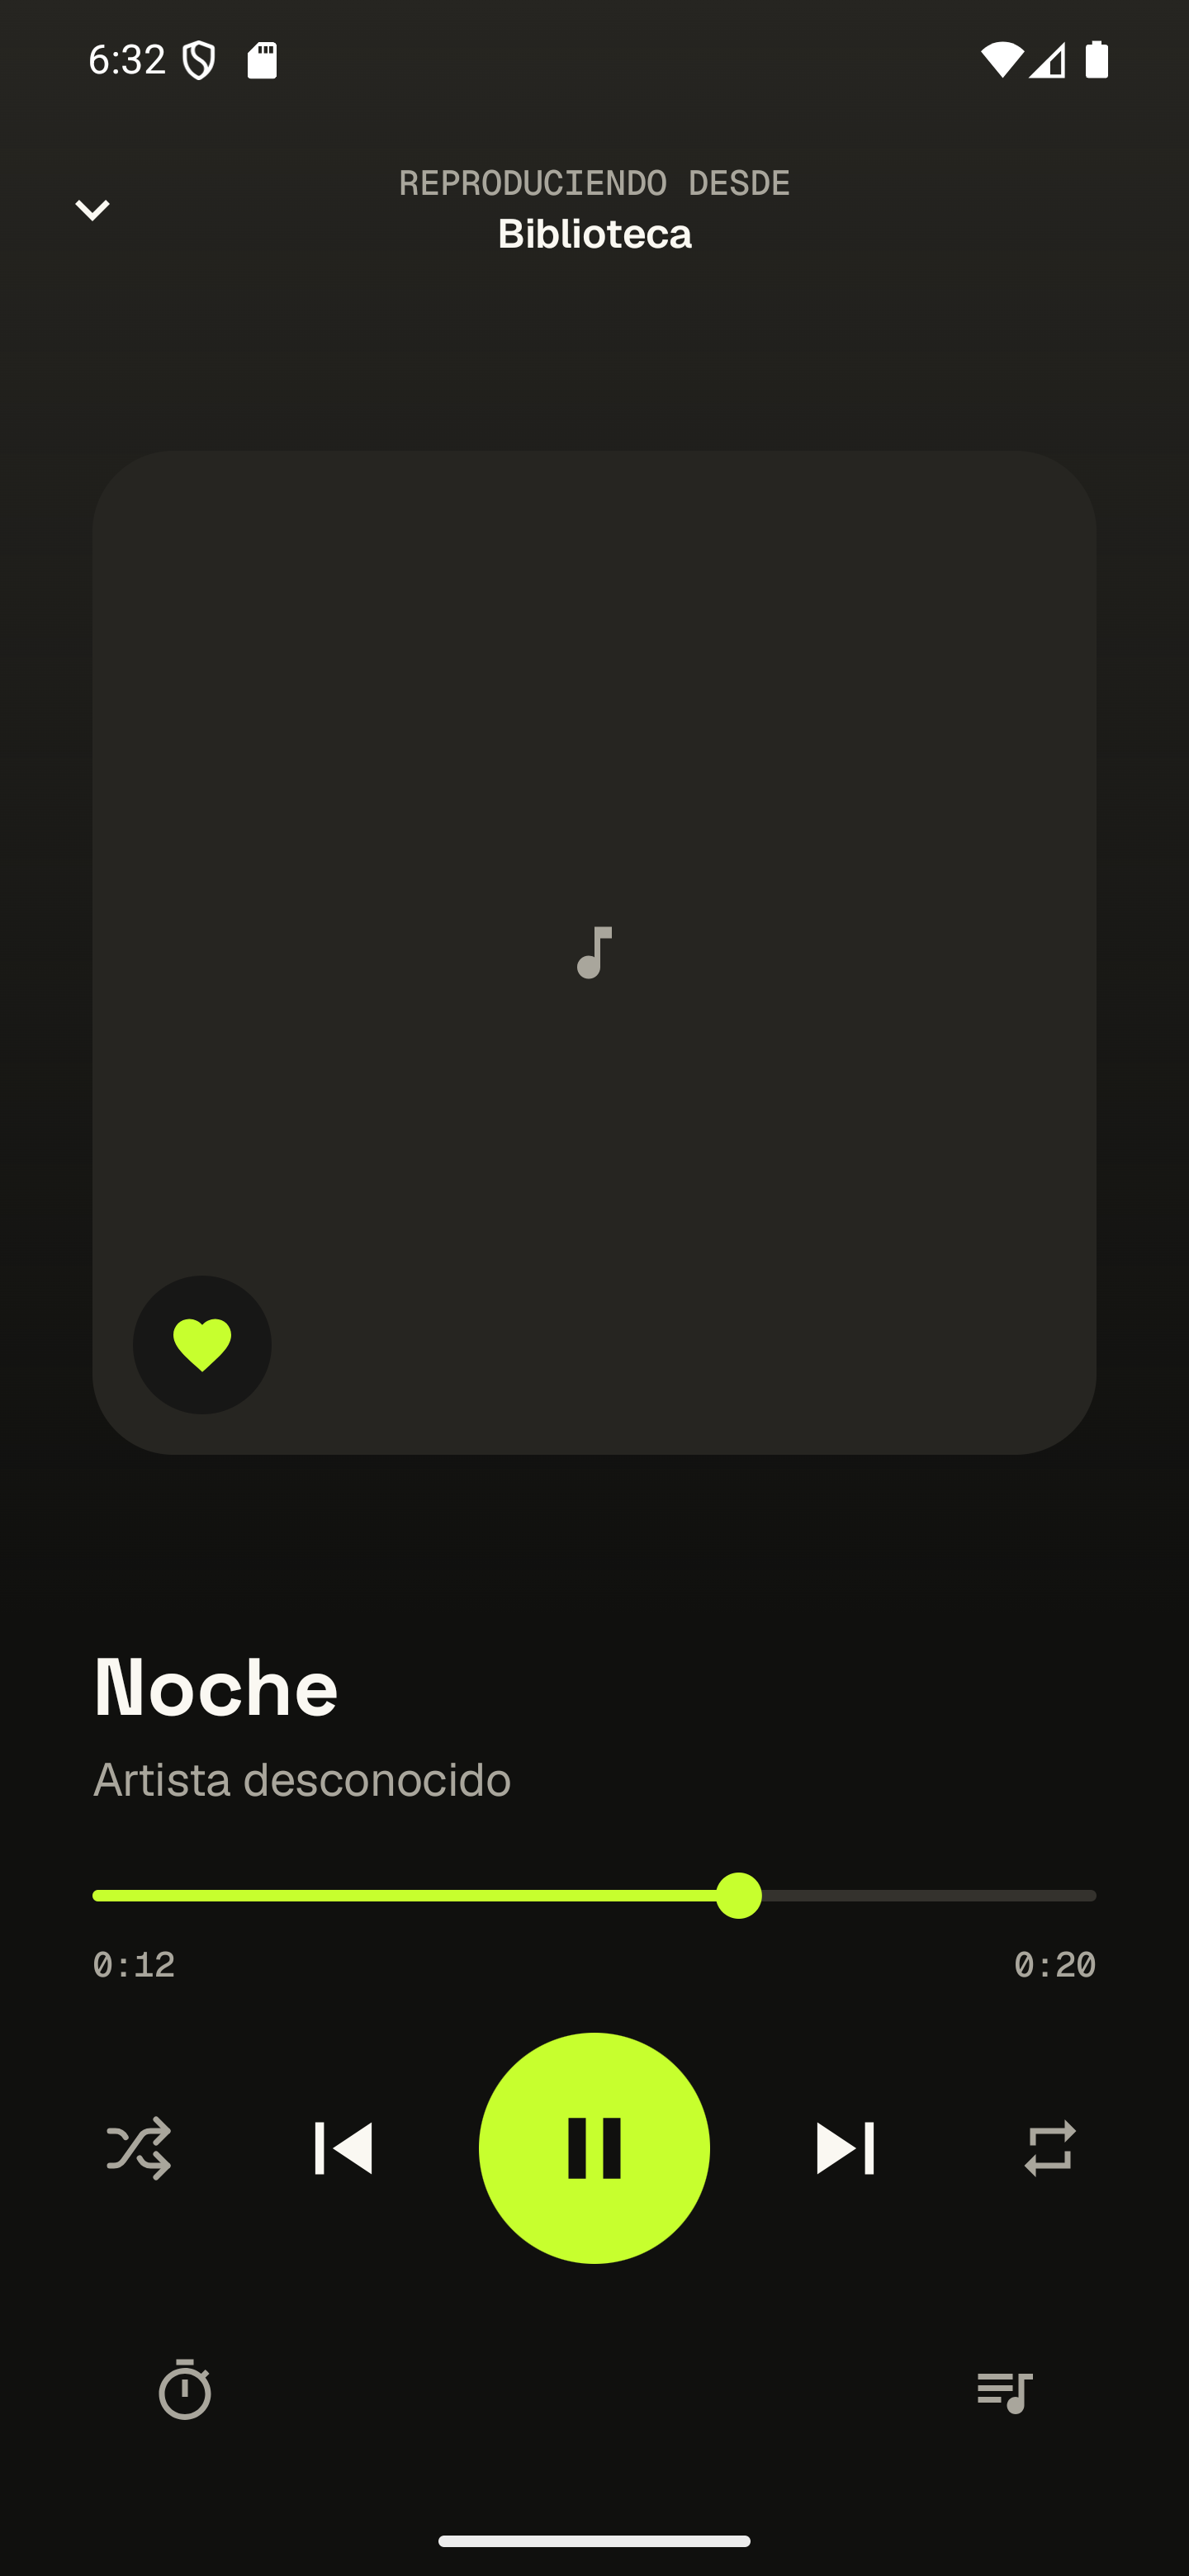 6:32
REPRODUCIENDO DESDE
Biblioteca
Noche
Artista desconocido
0:12
0:20